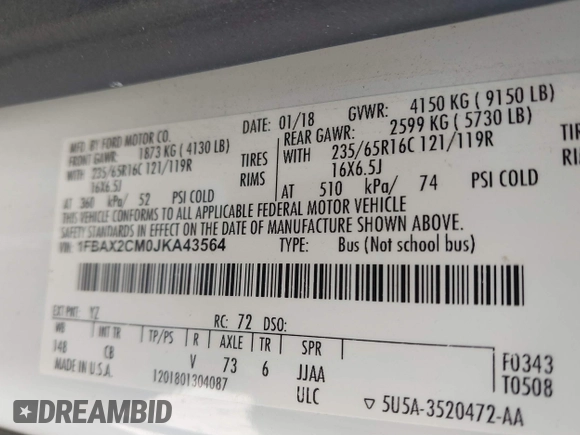 MFD. BY FORD MOTOR CO.
DATE: 01/18 GVWR: 4150 KG ( 9150 LB)
FRONT GAWR: 1873 KG ( 4130 LB)
REAR GAWR: 2599 KG ( 5730 LB)
WITH 235/65R16C 121/119R TIRES
WITH 235/65R16C 121/119R TIRE
16X6.5J RIMS
16X6.5J RIMS
AT 360 kPa/ 52 PSI COLD
AT 510 kPa/ 74 PSI COLD
THIS VEHICLE CONFORMS TO ALL APPLICABLE FEDERAL MOTOR VEHICLE
SAFETY STANDARDS IN EFFECT ON THE DATE OF MANUFACTURE SHOWN ABOVE.
VIN: 1FBAX2CM0JKA43564 TYPE: Bus (Not school bus)
EXT PNT: YZ RC: 72 DSO:
WB INT TR TP/PS R AXLE TR SPR
148 CB V 73 6 JJAA
F0343
T0508
MADE IN U.S.A. 1201801304087 ULC
5U5A-3520472-AA
DREAMBID